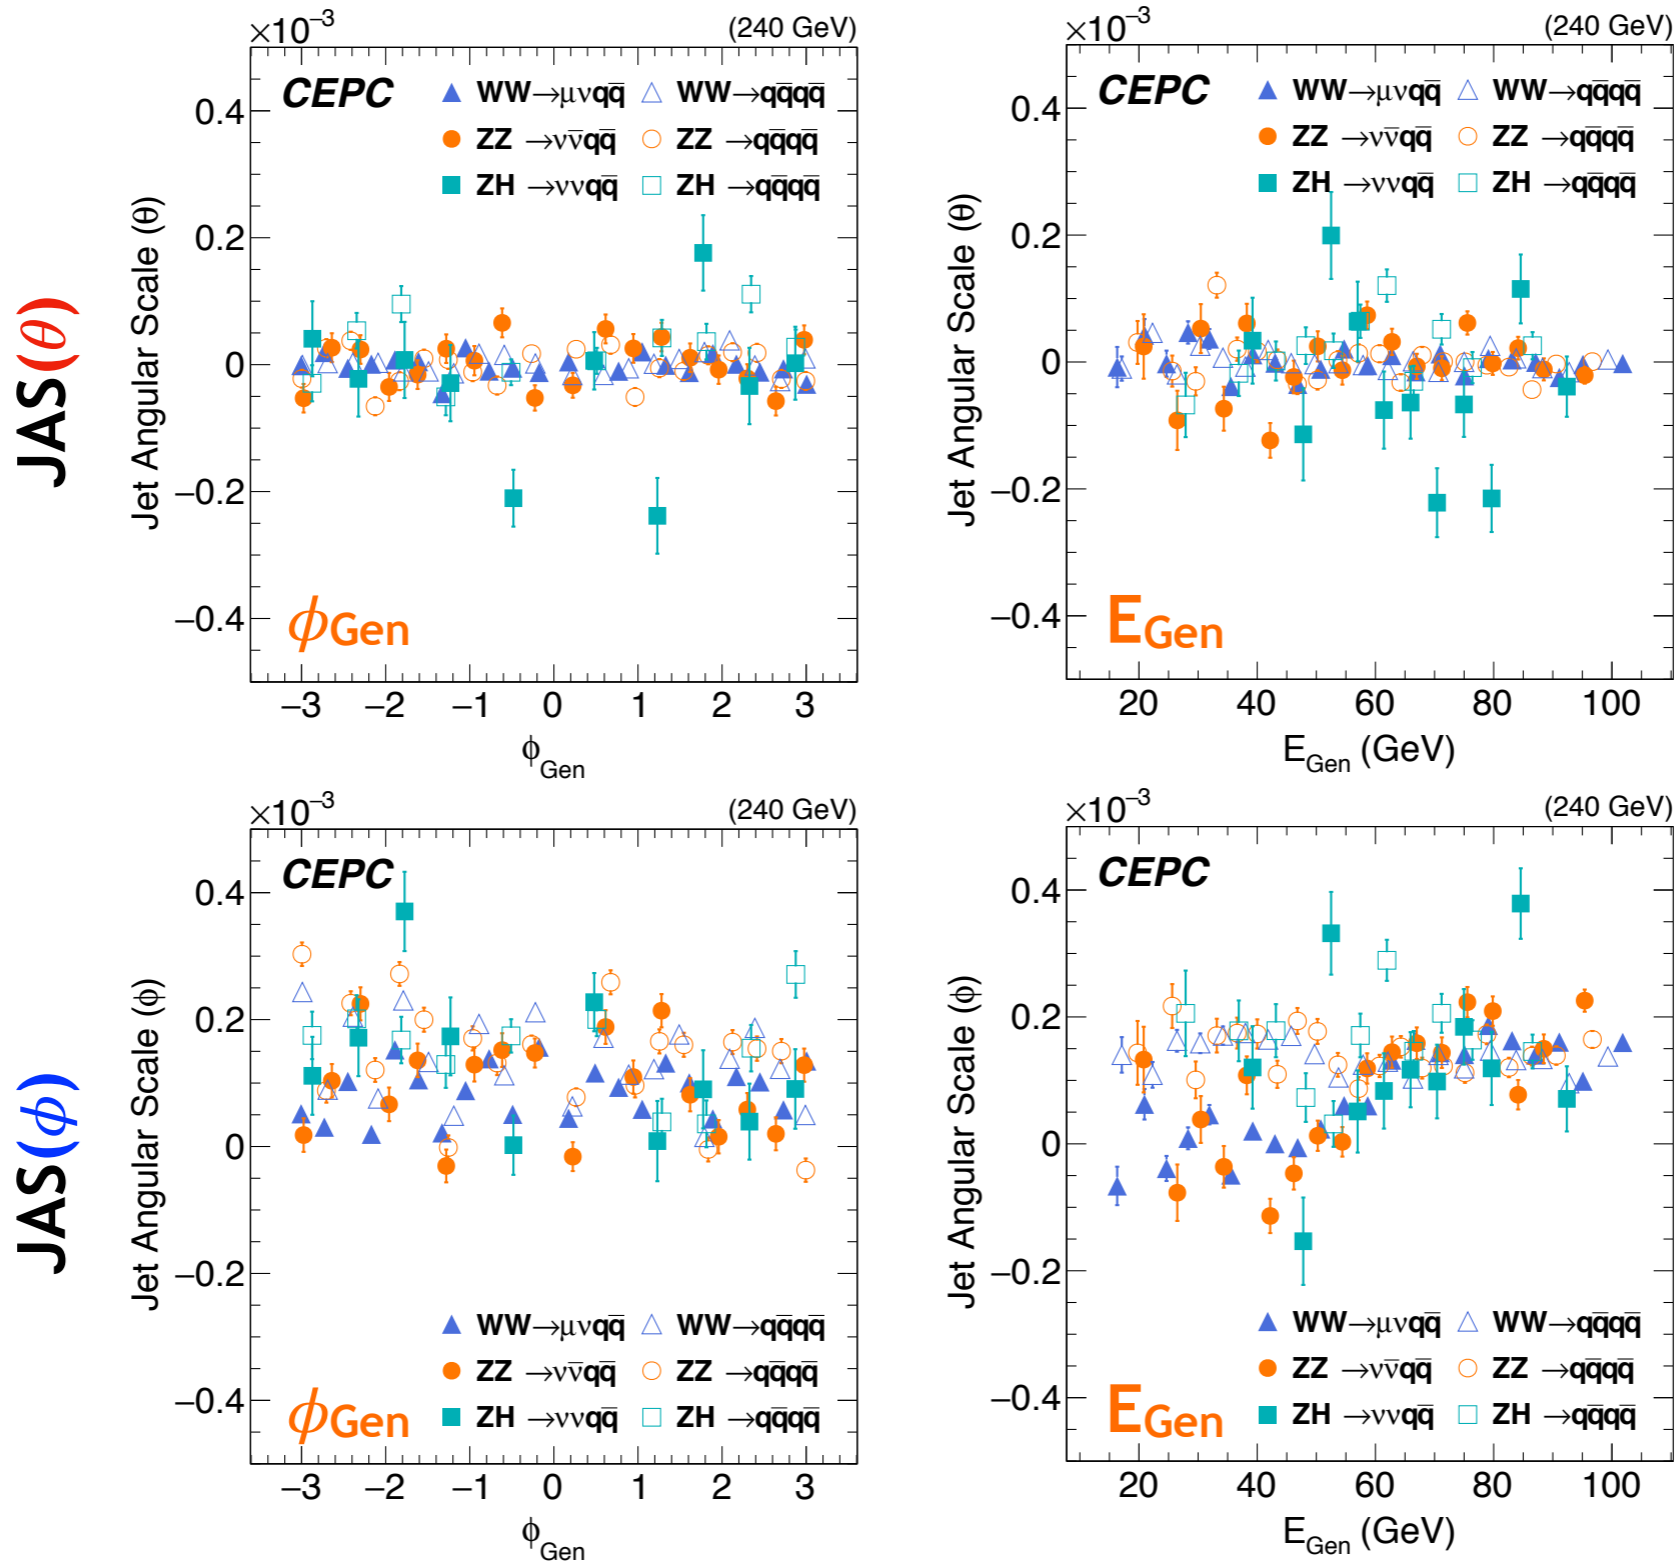 ×10⁻³ (240 GeV)
CEPC
WW→μνqq̅ WW→qq̅qq̅
ZZ →νν̅qq̅ ZZ →qq̅qq̅
ZH →ννqq̅ ZH →qq̅qq̅
0.4
0.2
0
−0.2
−0.4
Jet Angular Scale (θ)
JAS(θ)
ϕGen
−3 −2 −1 0 1 2 3
ϕGen
×10⁻³ (240 GeV)
CEPC
WW→μνqq̅ WW→qq̅qq̅
ZZ →νν̅qq̅ ZZ →qq̅qq̅
ZH →ννqq̅ ZH →qq̅qq̅
0.4
0.2
0
−0.2
−0.4
Jet Angular Scale (θ)
EGen
20 40 60 80 100
EGen (GeV)
×10⁻³ (240 GeV)
CEPC
0.4
0.2
0
−0.2
−0.4
Jet Angular Scale (ϕ)
JAS(ϕ)
WW→μνqq̅ WW→qq̅qq̅
ZZ →νν̅qq̅ ZZ →qq̅qq̅
ZH →ννqq̅ ZH →qq̅qq̅
ϕGen
−3 −2 −1 0 1 2 3
ϕGen
×10⁻³ (240 GeV)
CEPC
0.4
0.2
0
−0.2
−0.4
Jet Angular Scale (ϕ)
WW→μνqq̅ WW→qq̅qq̅
ZZ →νν̅qq̅ ZZ →qq̅qq̅
ZH →ννqq̅ ZH →qq̅qq̅
EGen
20 40 60 80 100
EGen (GeV)